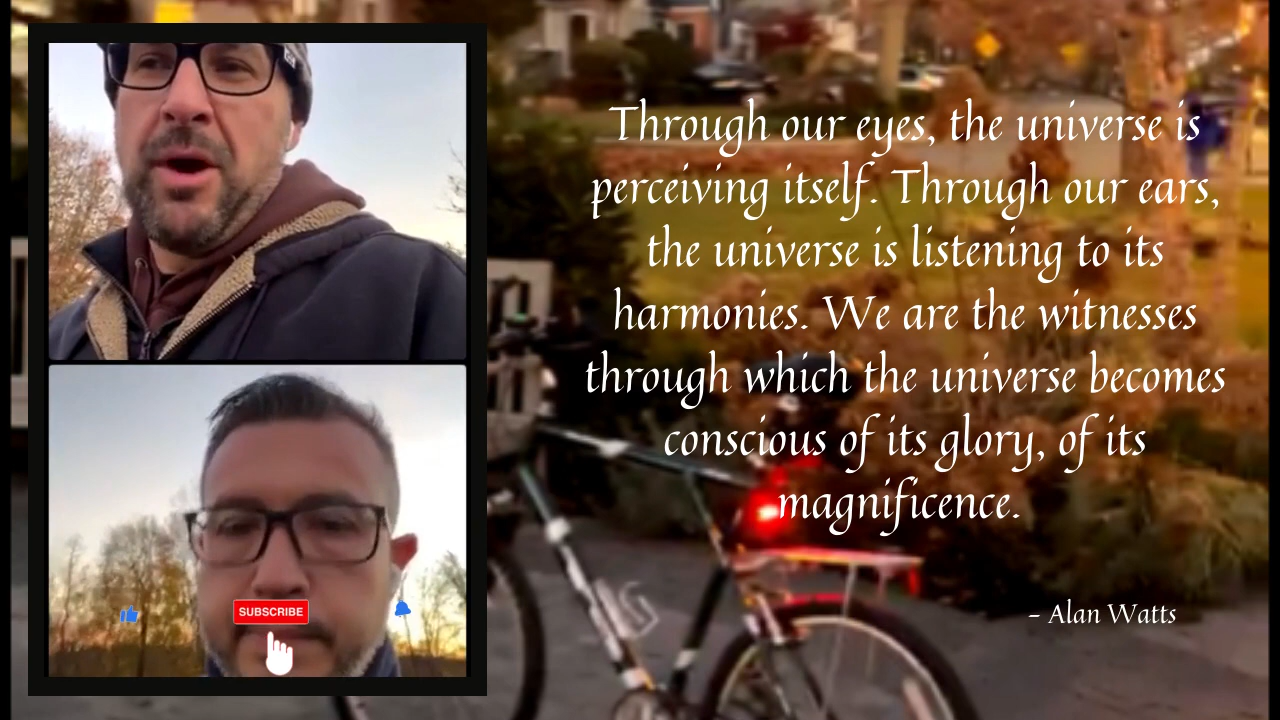 Through our eyes, the universe is
perceiving itself. Through our ears,
the universe is listening to its
harmonies. We are the witnesses
through which the universe becomes
conscious of its glory, of its
magnificence.
- Alan Watts
SUBSCRIBE